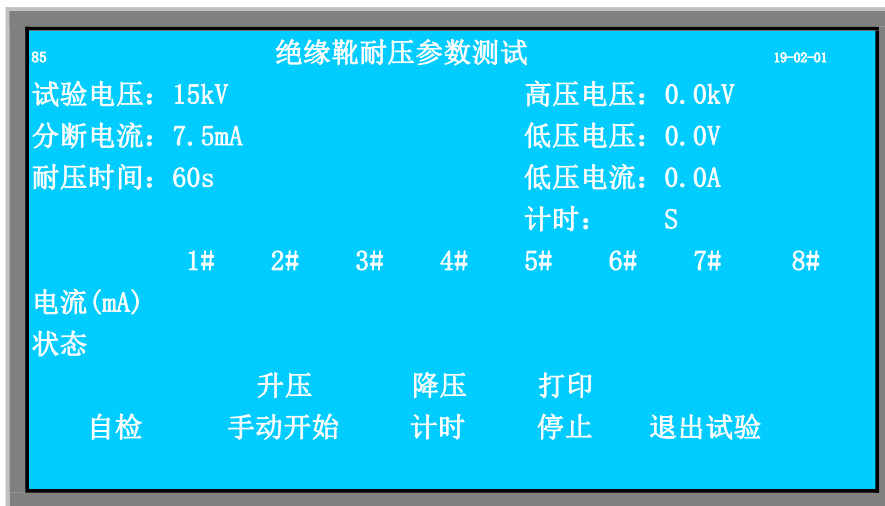 85 绝缘靴耐压参数测试 19-02-01
试验电压：15kV 高压电压：0.0kV
分断电流：7.5mA 低压电压：0.0V
耐压时间：60s 低压电流：0.0A
计时： S
1# 2# 3# 4# 5# 6# 7# 8#
电流(mA)
状态
升压 降压 打印
自检 手动开始 计时 停止 退出试验